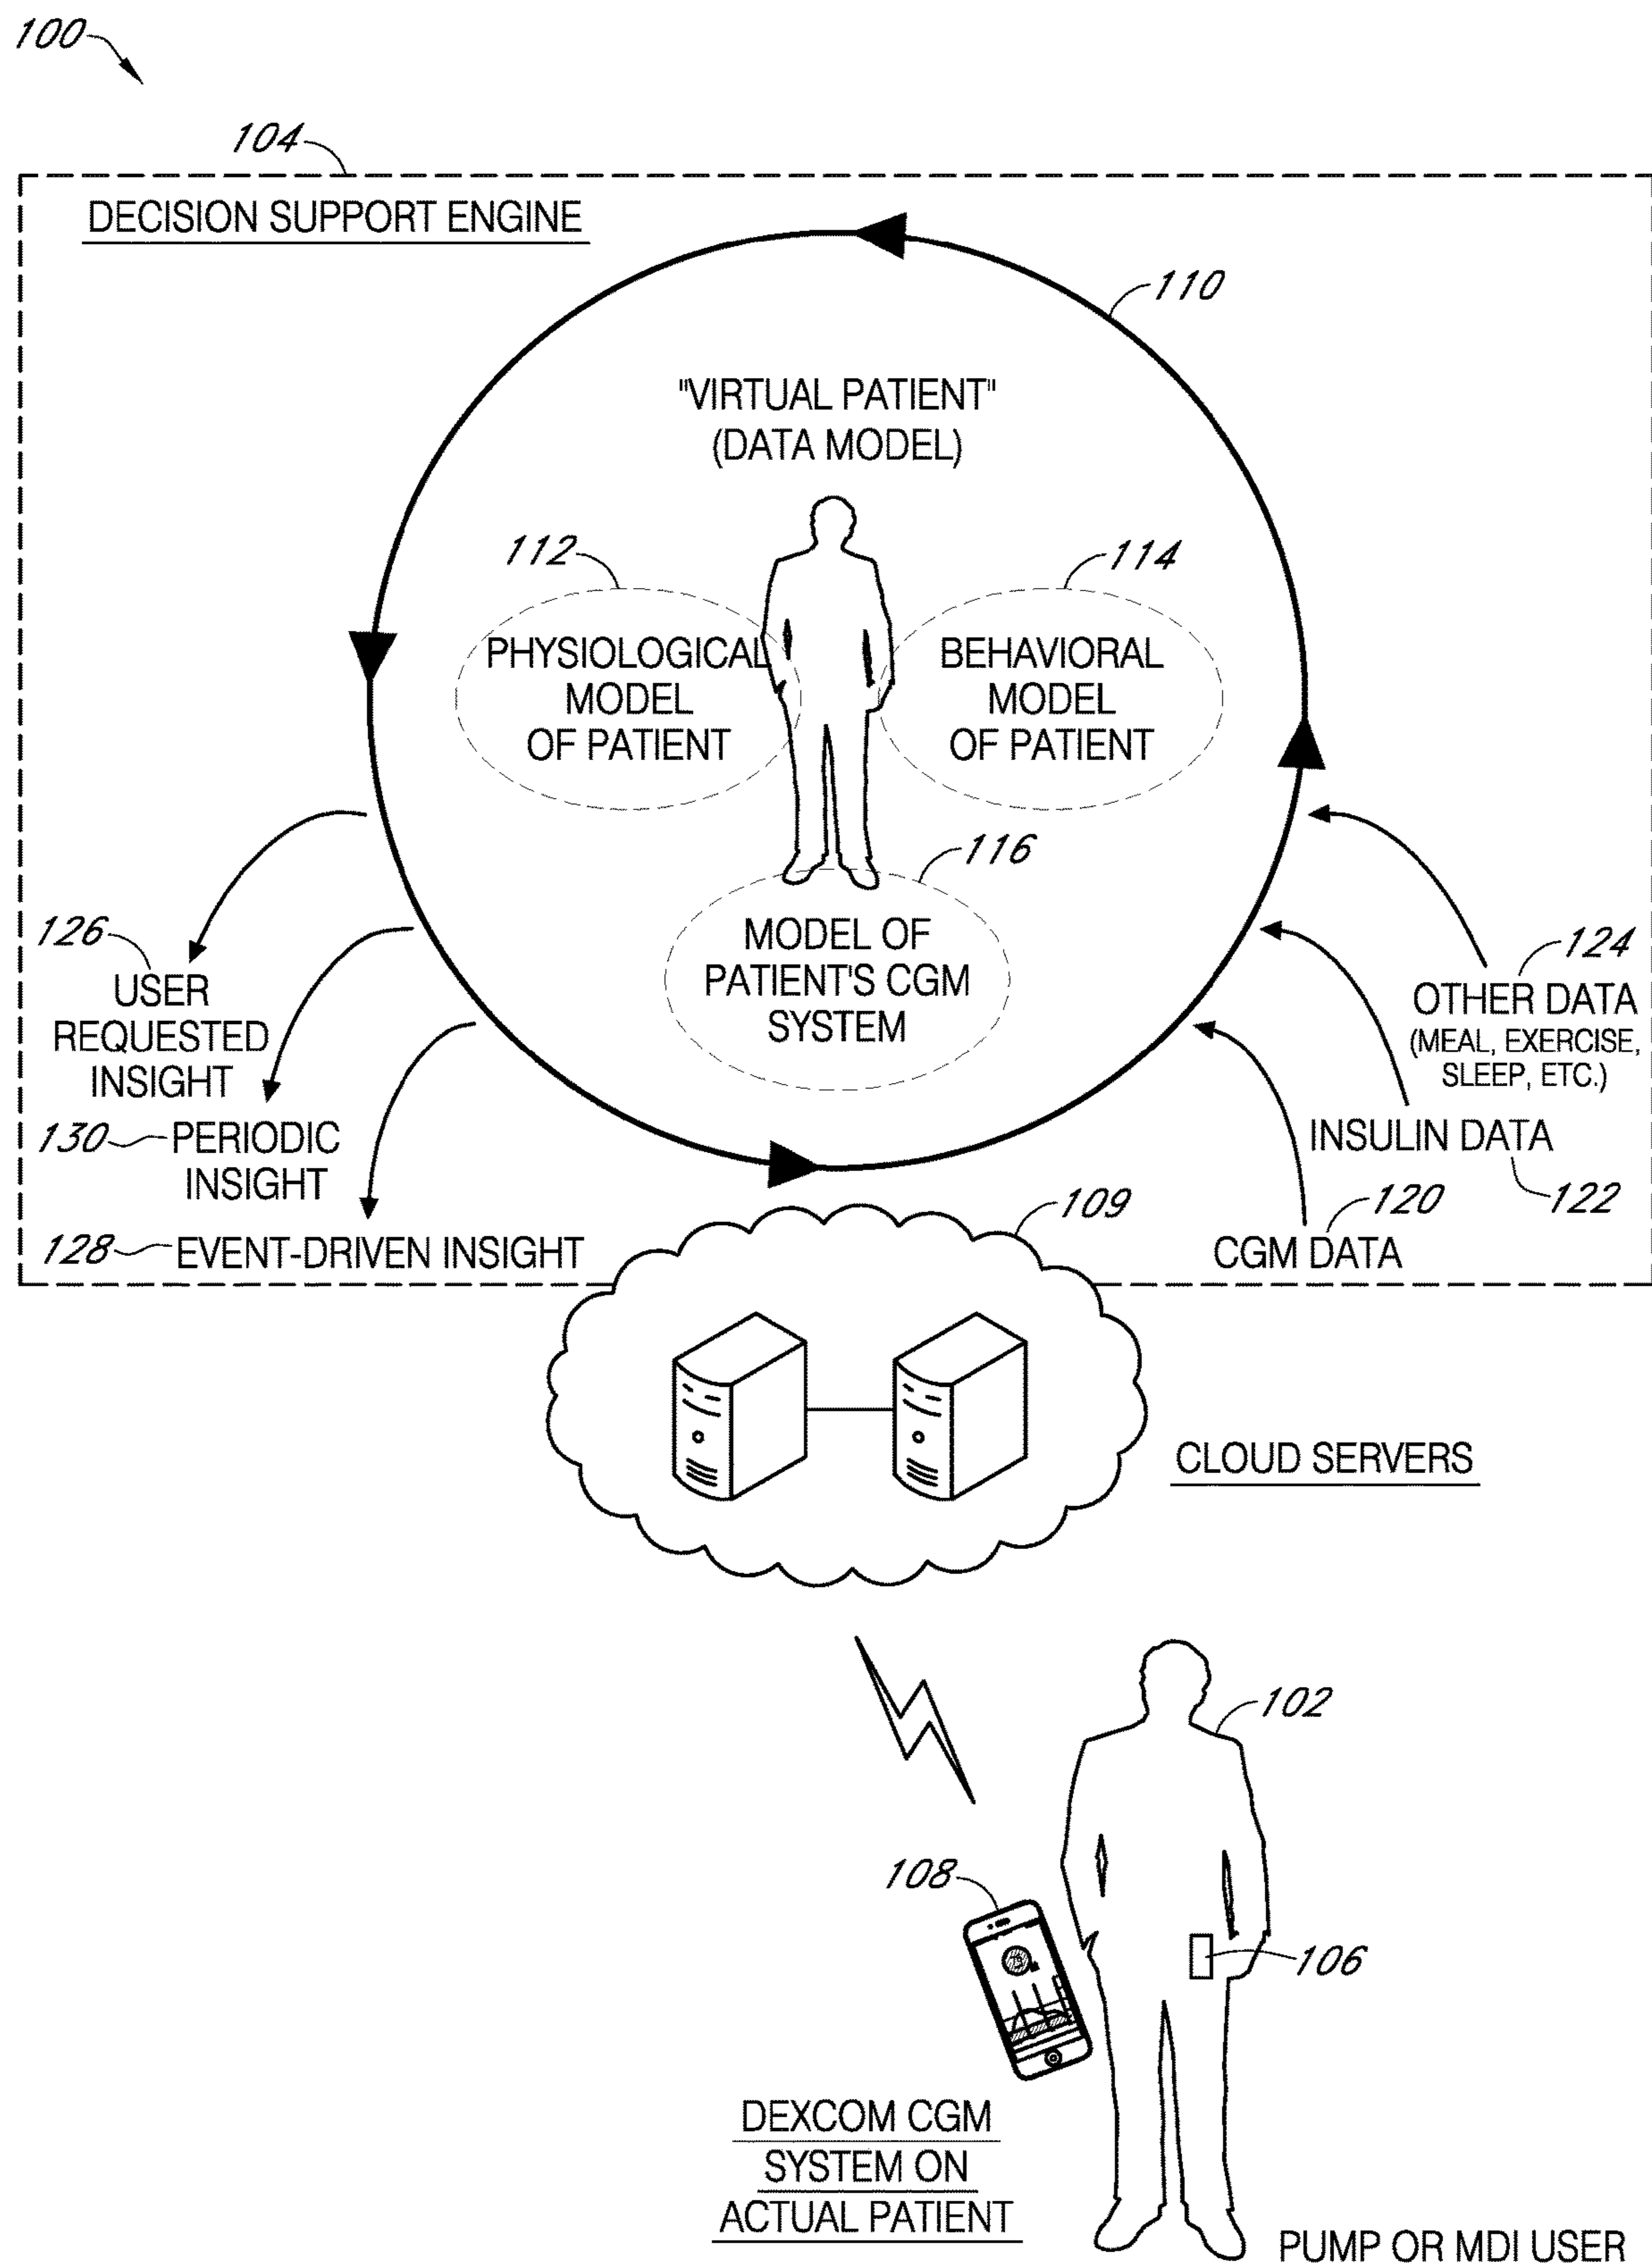 100
104
DECISION SUPPORT ENGINE
110
"VIRTUAL PATIENT"
(DATA MODEL)
112
114
PHYSIOLOGICAL
MODEL
OF PATIENT
BEHAVIORAL
MODEL
OF PATIENT
116
MODEL OF
PATIENT'S CGM
SYSTEM
126
USER
REQUESTED
INSIGHT
130 PERIODIC
INSIGHT
128 EVENT-DRIVEN INSIGHT
124
OTHER DATA
(MEAL, EXERCISE,
SLEEP, ETC.)
INSULIN DATA
122
120
CGM DATA
109
CLOUD SERVERS
102
108
106
DEXCOM CGM
SYSTEM ON
ACTUAL PATIENT
PUMP OR MDI USER